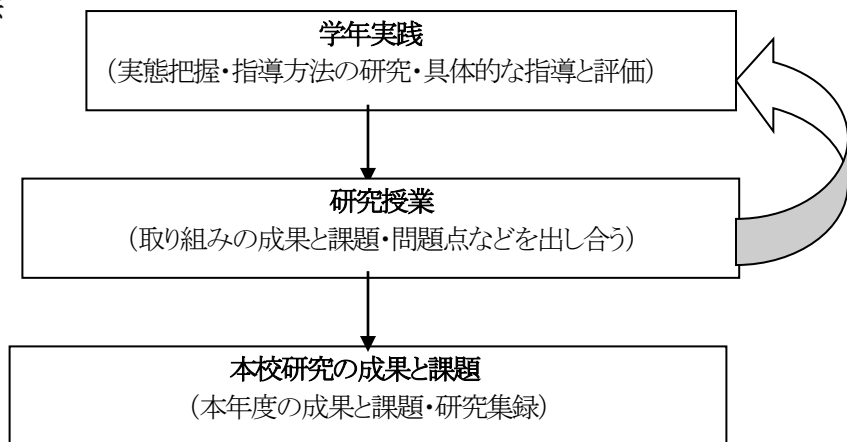 学年実践
（実態把握・指導方法の研究・具体的な指導と評価）
研究授業
（取り組みの成果と課題・問題点などを出し合う）
本校研究の成果と課題
（本年度の成果と課題・研究集録）